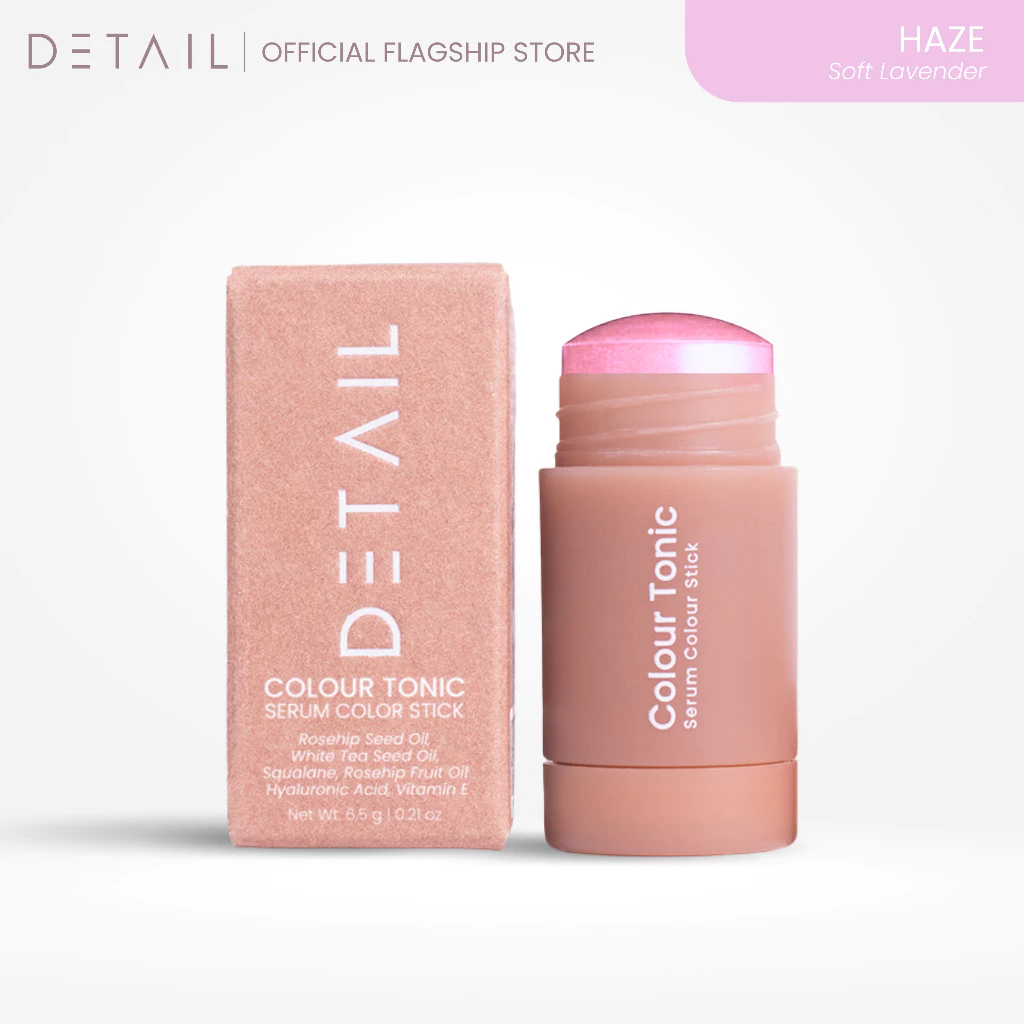 DETAIL | OFFICIAL FLAGSHIP STORE
HAZE
Soft Lavender
DETAIL
COLOUR TONIC
SERUM COLOR STICK
Rosehip Seed Oil,
White Tea Seed Oil,
Squalane, Rosehip Fruit Oil
Hyaluronic Acid, Vitamin E
Net Wt. 6.5 g | 0.21 oz
Colour Tonic
Serum Colour Stick